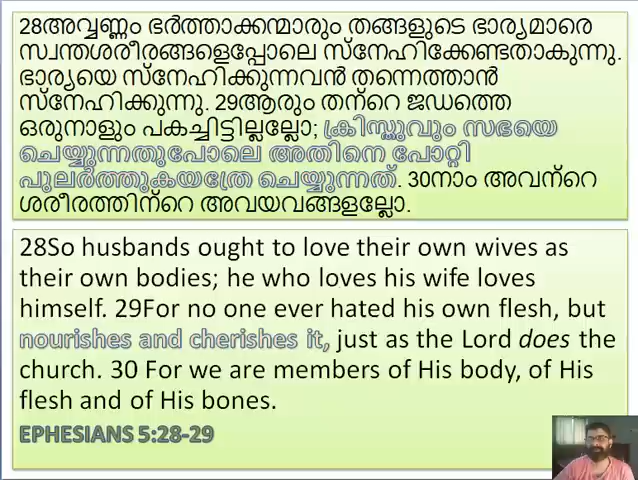 28അവ്വണ്ണം ഭർത്താക്കന്മാരും തങ്ങളുടെ ഭാര്യമാരെ
സ്വന്തശരീരങ്ങളെപ്പോലെ സ്നേഹിക്കേണ്ടതാകുന്നു.
ഭാര്യയെ സ്നേഹിക്കുന്നവൻ തന്നെത്താൻ
സ്നേഹിക്കുന്നു. 29ആരും തന്റെ ജഡത്തെ
ഒരുനാളും പകച്ചിട്ടില്ലല്ലോ; ക്രിസ്തുവും സഭയെ
ചെയ്യുന്നതുപോലെ അതിനെ പോറ്റി
പുലർത്തുകയത്രേ ചെയ്യുന്നത്. 30നാം അവന്റെ
ശരീരത്തിന്റെ അവയവങ്ങളല്ലോ.
28So husbands ought to love their own wives as
their own bodies; he who loves his wife loves
himself. 29For no one ever hated his own flesh, but
nourishes and cherishes it, just as the Lord does the
church. 30 For we are members of His body, of His
flesh and of His bones.
EPHESIANS 5:28-29